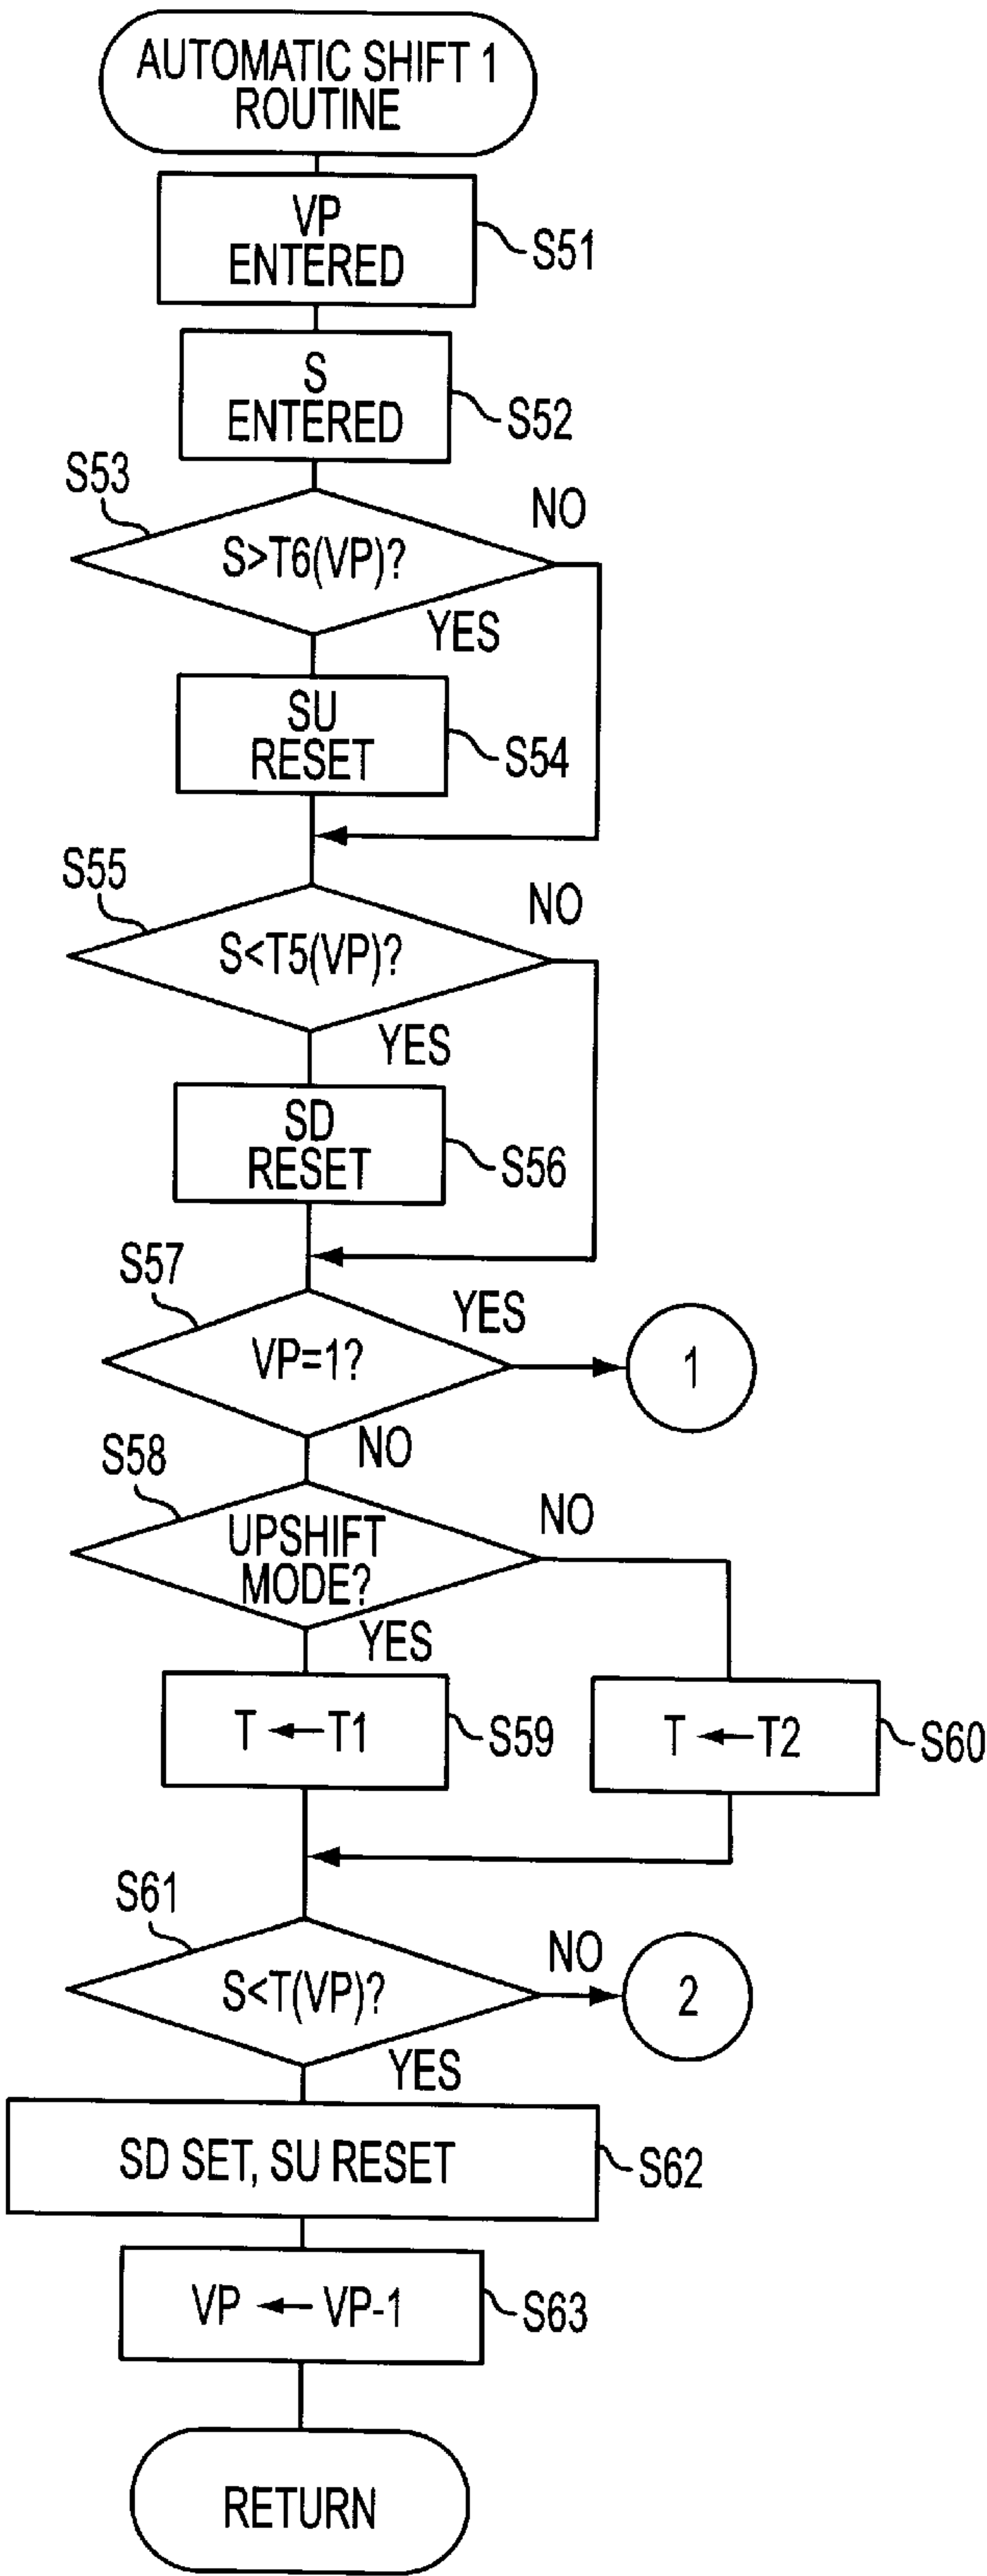 AUTOMATIC SHIFT 1
ROUTINE
VP
ENTERED
S51
S
ENTERED
S52
S53
NO
S>T6(VP)?
YES
SU
RESET
S54
S55
NO
S<T5(VP)?
YES
SD
RESET
S56
S57
YES
VP=1?
1
NO
S58
NO
UPSHIFT
MODE?
YES
T ← T1
S59
T ← T2
S60
S61
NO
S<T(VP)?
2
YES
SD SET, SU RESET
S62
VP ← VP-1
S63
RETURN